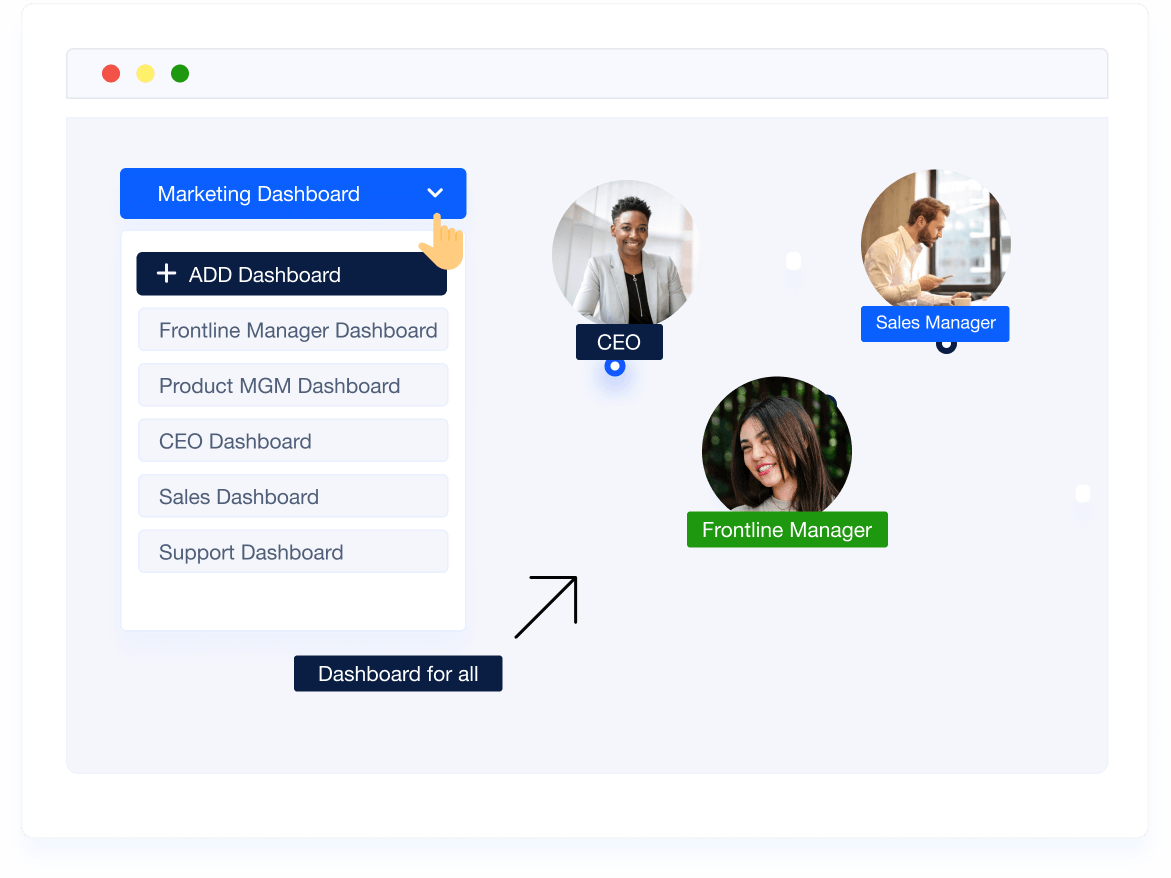 Marketing Dashboard
ADD Dashboard
Frontline Manager Dashboard
Product MGM Dashboard
CEO Dashboard
Sales Dashboard
Support Dashboard
CEO
Sales Manager
Frontline Manager
Dashboard for all